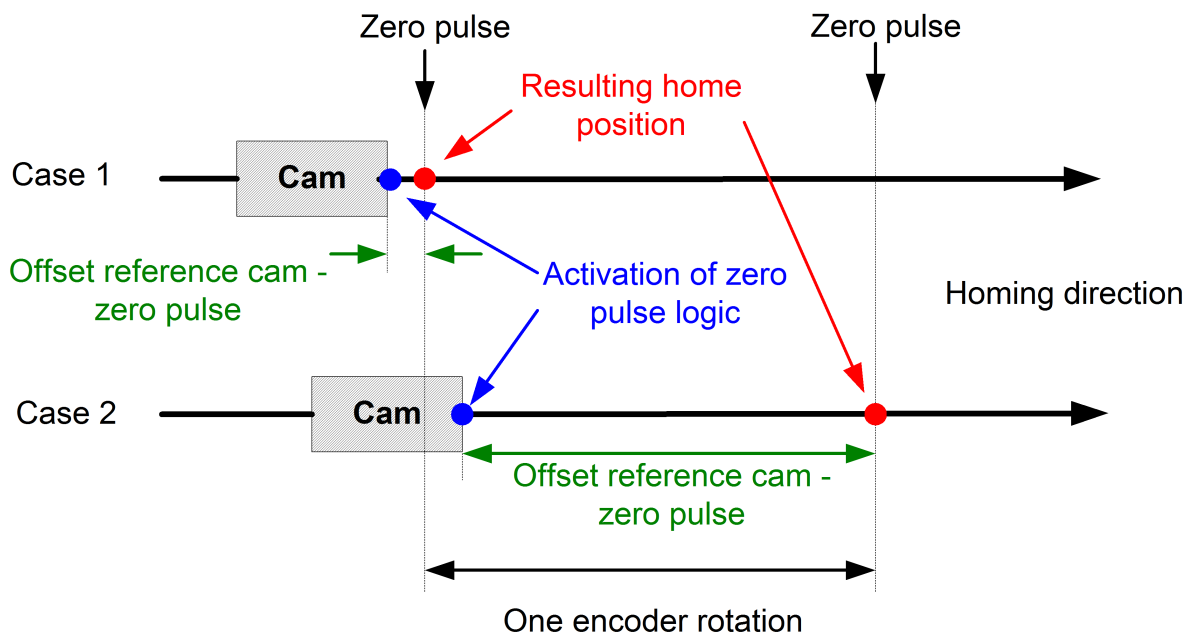 Zero pulse
Zero pulse
Resulting home
position
Case 1
Cam
Offset reference cam -
zero pulse
Activation of zero
pulse logic
Homing direction
Case 2
Cam
Offset reference cam -
zero pulse
One encoder rotation